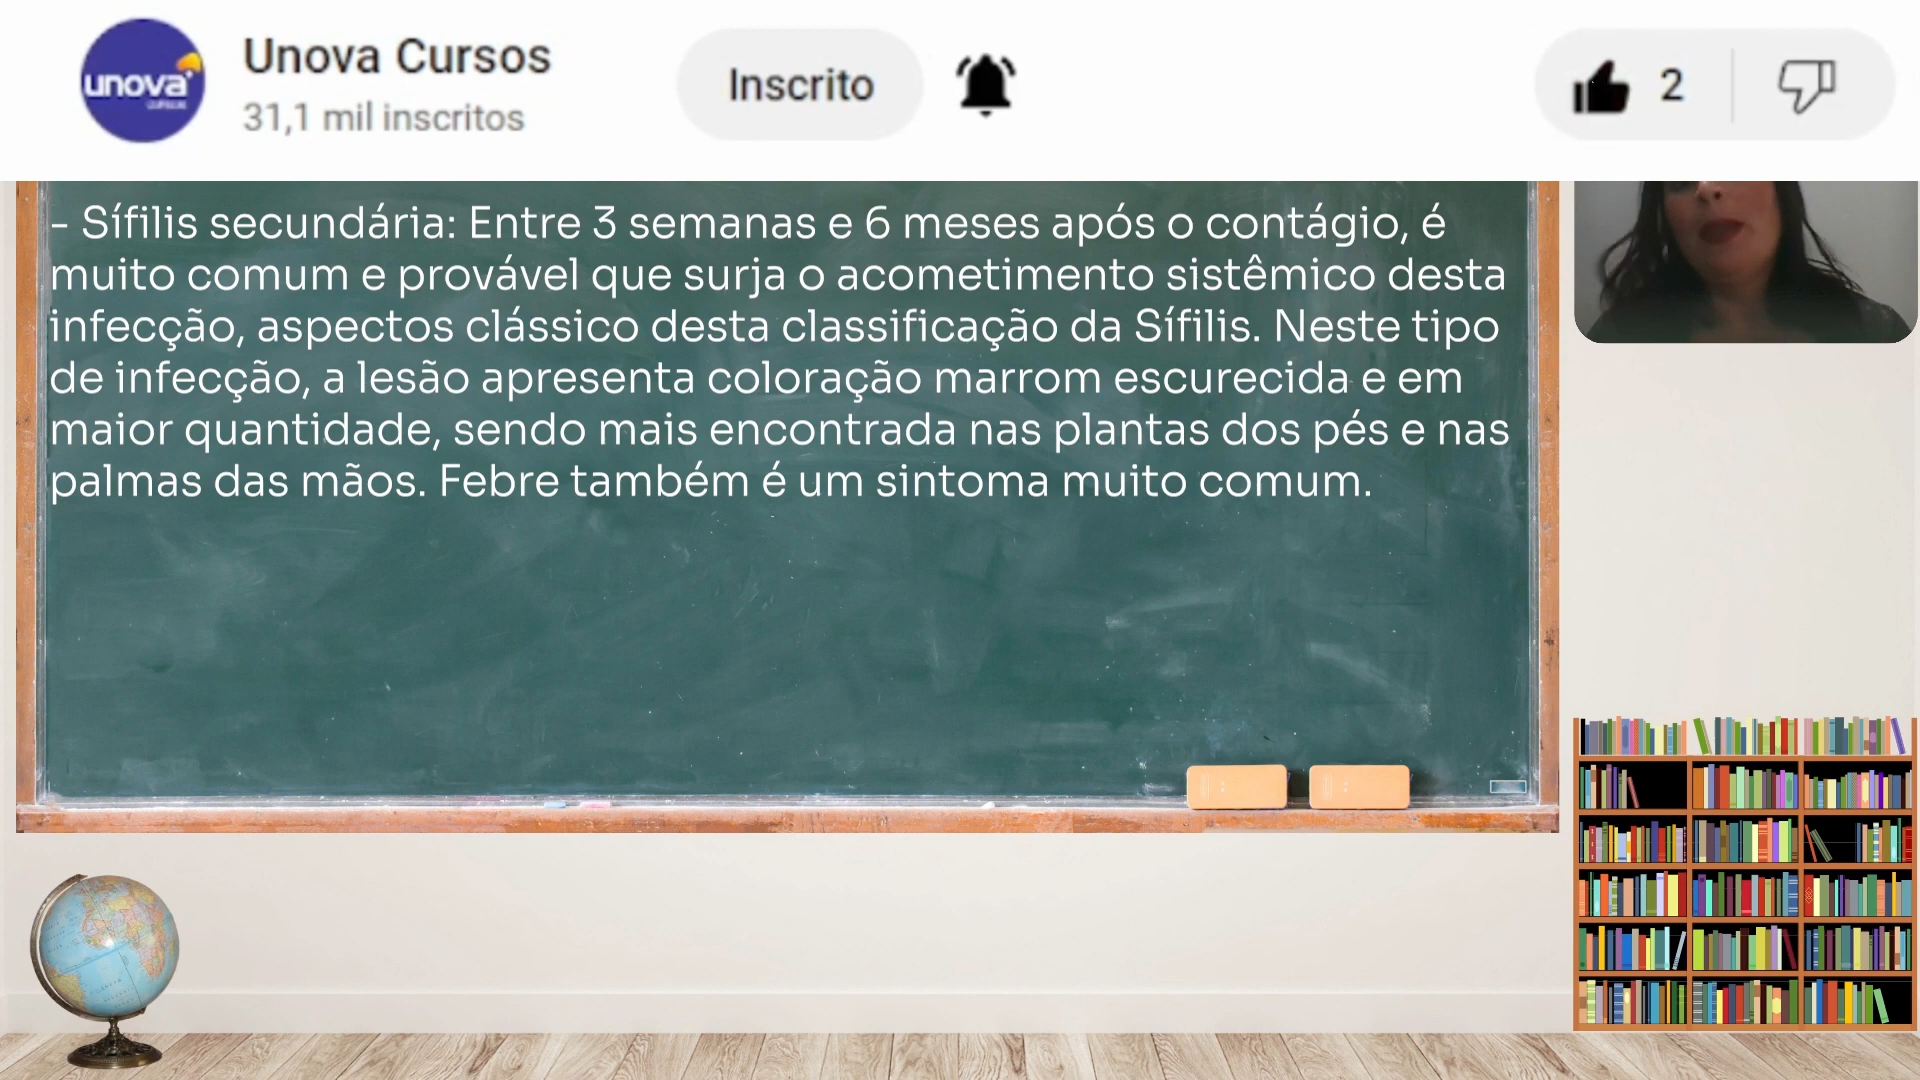 unova
cursos
Unova Cursos
31,1 mil inscritos
Inscrito
2
- Sífilis secundária: Entre 3 semanas e 6 meses após o contágio, é
muito comum e provável que surja o acometimento sistêmico desta
infecção, aspectos clássico desta classificação da Sífilis. Neste tipo
de infecção, a lesão apresenta coloração marrom escurecida e em
maior quantidade, sendo mais encontrada nas plantas dos pés e nas
palmas das mãos. Febre também é um sintoma muito comum.